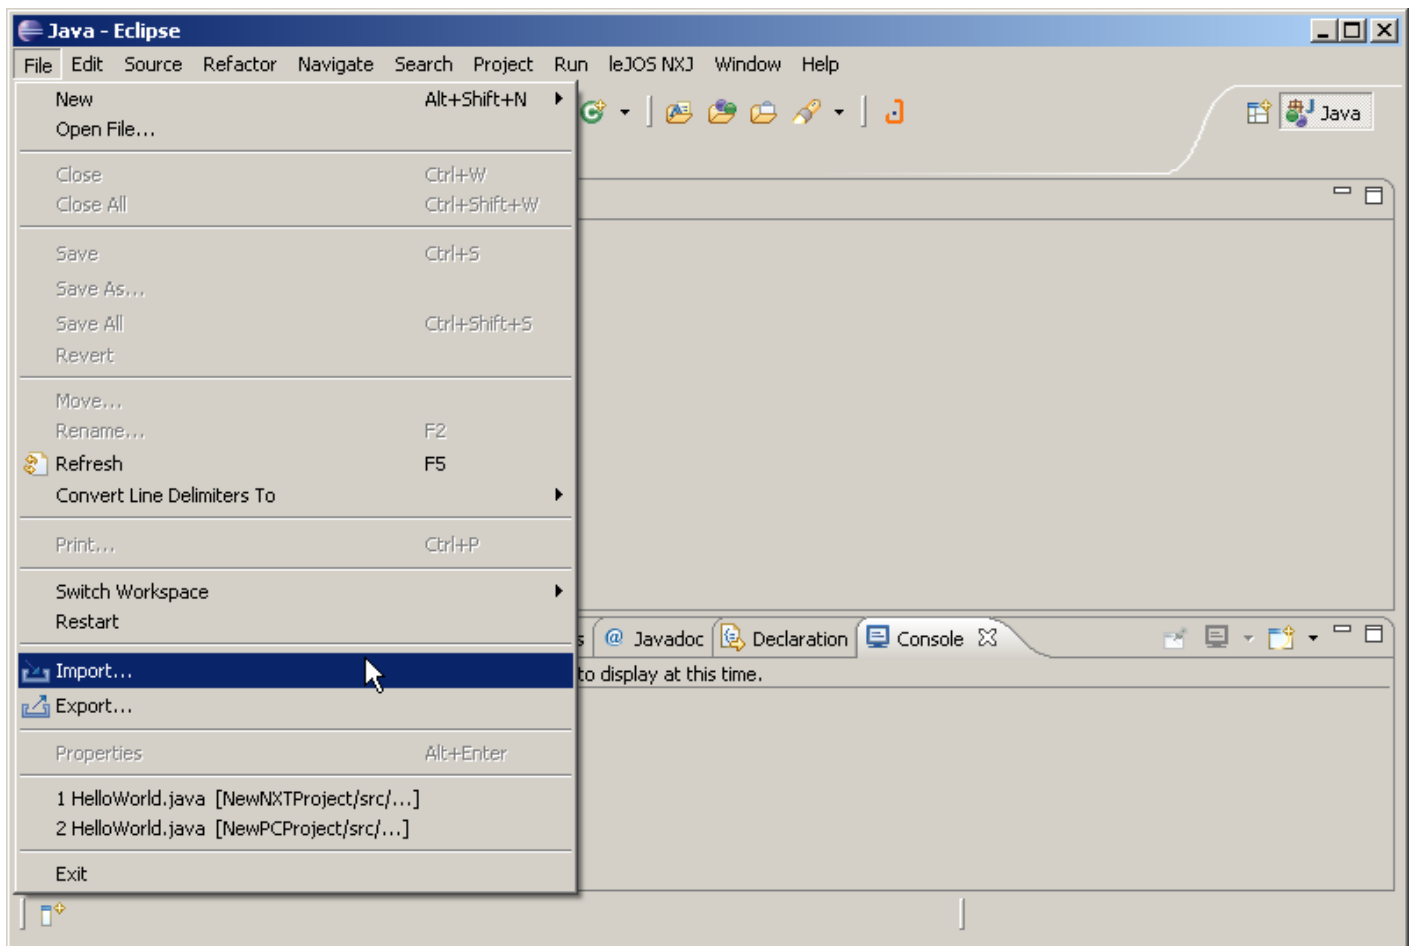 Java - Eclipse
File Edit Source Refactor Navigate Search Project Run leJOS NXJ Window Help
New Alt+Shift+N
Open File...
Java
Close Ctrl+W
Close All Ctrl+Shift+W
Save Ctrl+S
Save As...
Save All Ctrl+Shift+S
Revert
Move...
Rename... F2
Refresh F5
Convert Line Delimiters To
Print... Ctrl+P
Switch Workspace
Restart
s @ Javadoc Declaration Console
Import...
to display at this time.
Export...
Properties Alt+Enter
1 HelloWorld.java [NewNXTProject/src/...]
2 HelloWorld.java [NewPCProject/src/...]
Exit